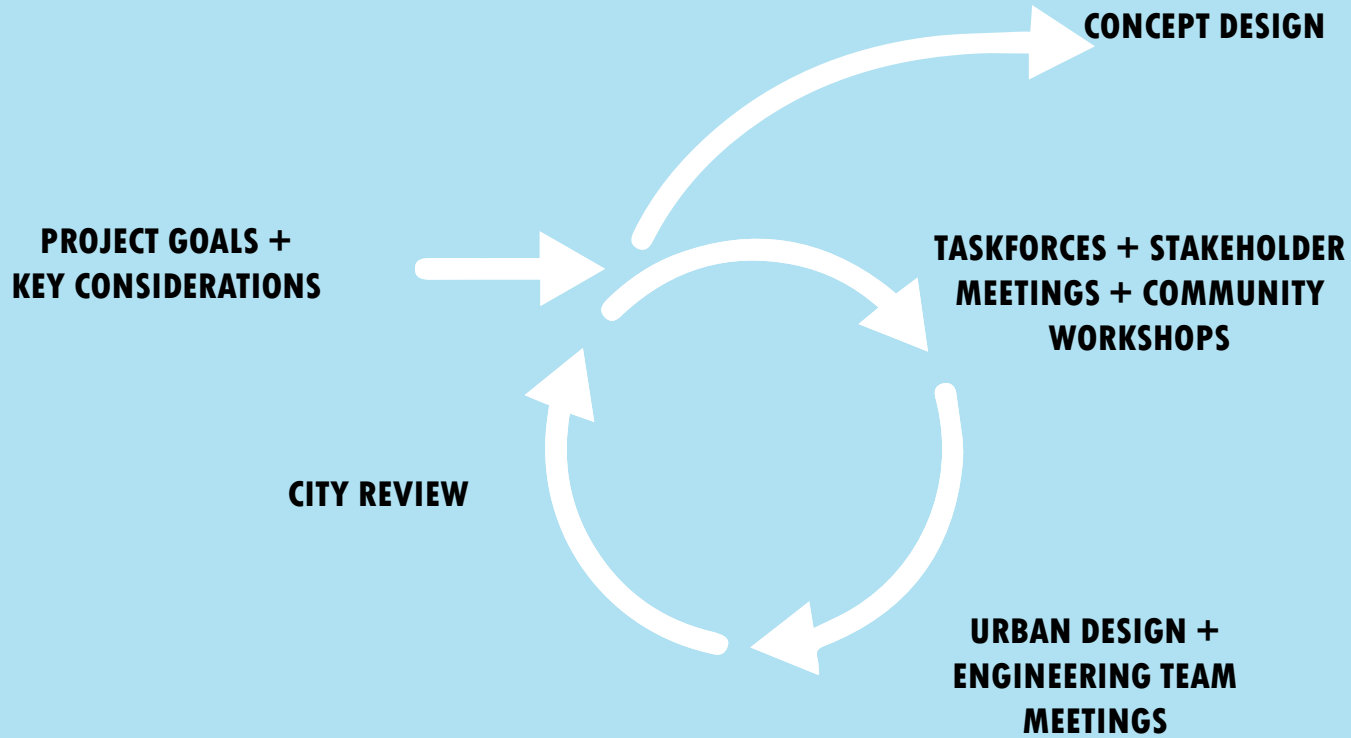 CONCEPT DESIGN
PROJECT GOALS +
KEY CONSIDERATIONS
TASKFORCES + STAKEHOLDER
MEETINGS + COMMUNITY
WORKSHOPS
CITY REVIEW
URBAN DESIGN +
ENGINEERING TEAM
MEETINGS